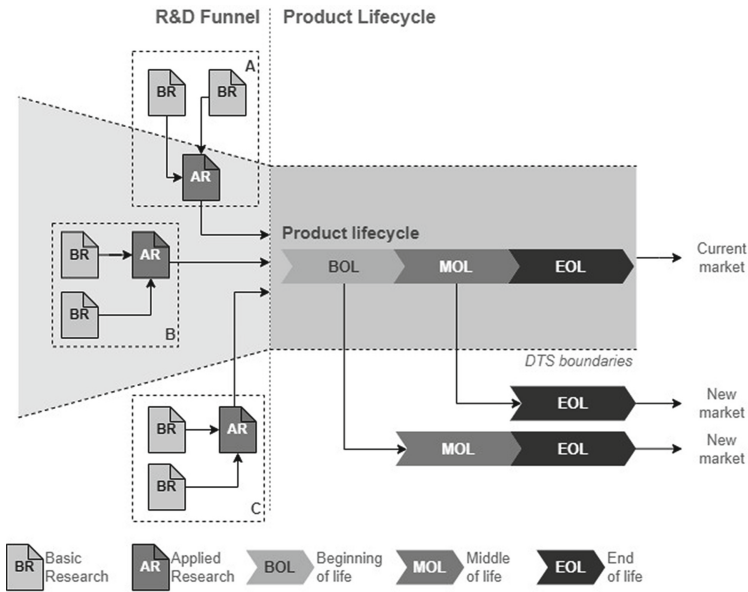 R&D Funnel
Product Lifecycle
A
BR
BR
AR
Product lifecycle
BR
AR
BOL
MOL
EOL
Current
market
BR
B
DTS boundaries
EOL
New
market
BR
AR
MOL
EOL
New
market
BR
C
BR
Basic
Research
AR
Applied
Research
BOL
Beginning
of life
MOL
Middle
of life
EOL
End
of life